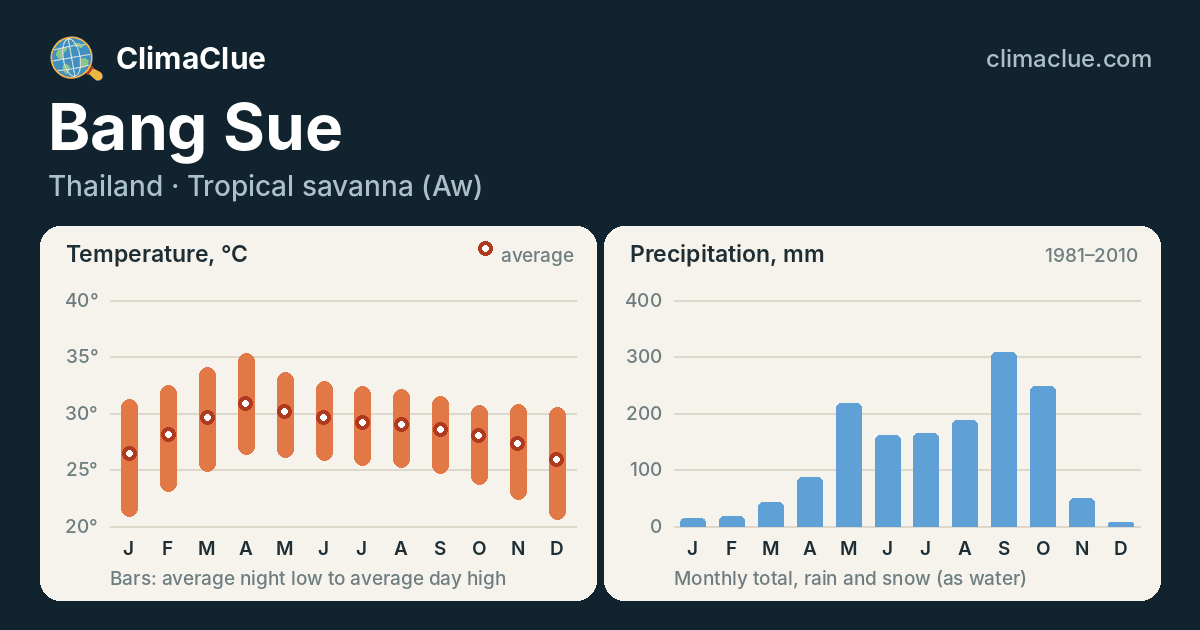 ClimaClue
climaclue.com
Bang Sue
Thailand · Tropical savanna (Aw)
Temperature, °C
average
40°
35°
30°
25°
20°
J F M A M J J A S O N D
Bars: average night low to average day high
Precipitation, mm
1981–2010
400
300
200
100
0
J F M A M J J A S O N D
Monthly total, rain and snow (as water)